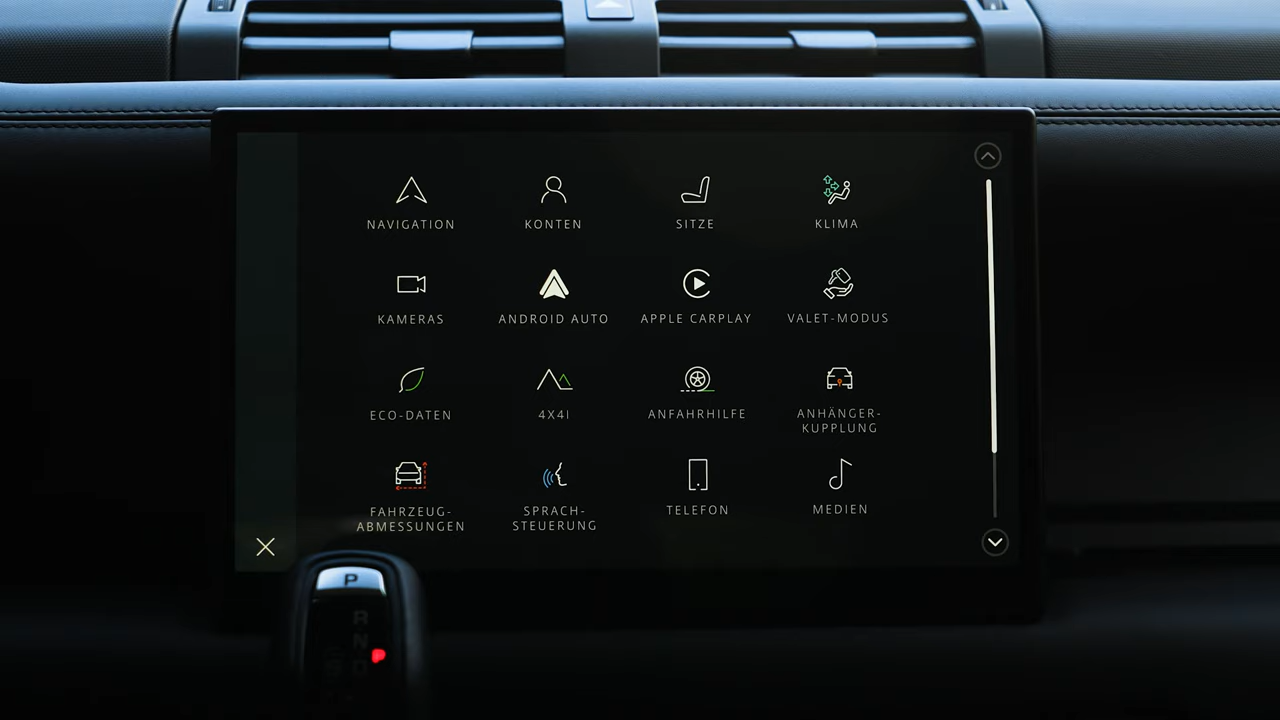 NAVIGATION
KONTEN
SITZE
KLIMA
KAMERAS
ANDROID AUTO
APPLE CARPLAY
VALET-MODUS
ECO-DATEN
4X4I
ANFAHRHILFE
ANHÄNGER-
KUPPLUNG
FAHRZEUG-
ABMESSUNGEN
SPRACH-
STEUERUNG
TELEFON
MEDIEN
P
R
N
D